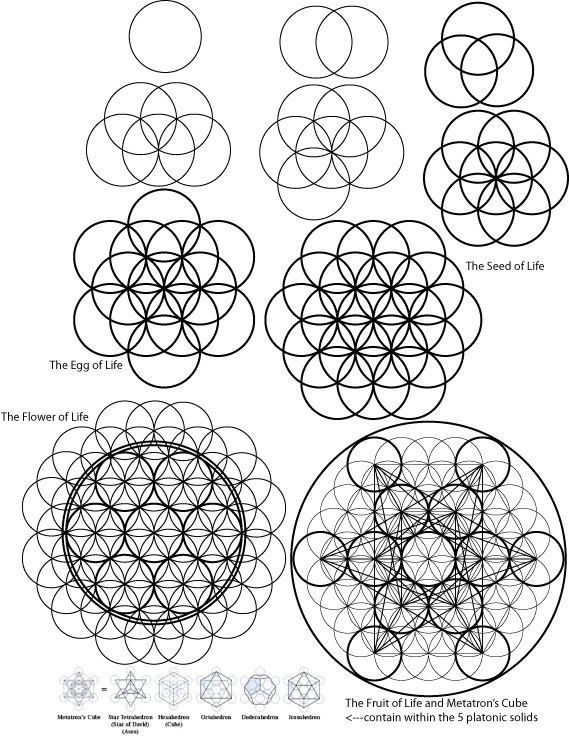 The Seed of Life
The Egg of Life
The Flower of Life
=
Metatron's Cube
Star Tetrahedron
(Star of David)
(Aura)
Hexahedron
(Cube)
Octahedron
Dodecahedron
Icosahedron
The Fruit of Life and Metatron's Cube
<---contain within the 5 platonic solids